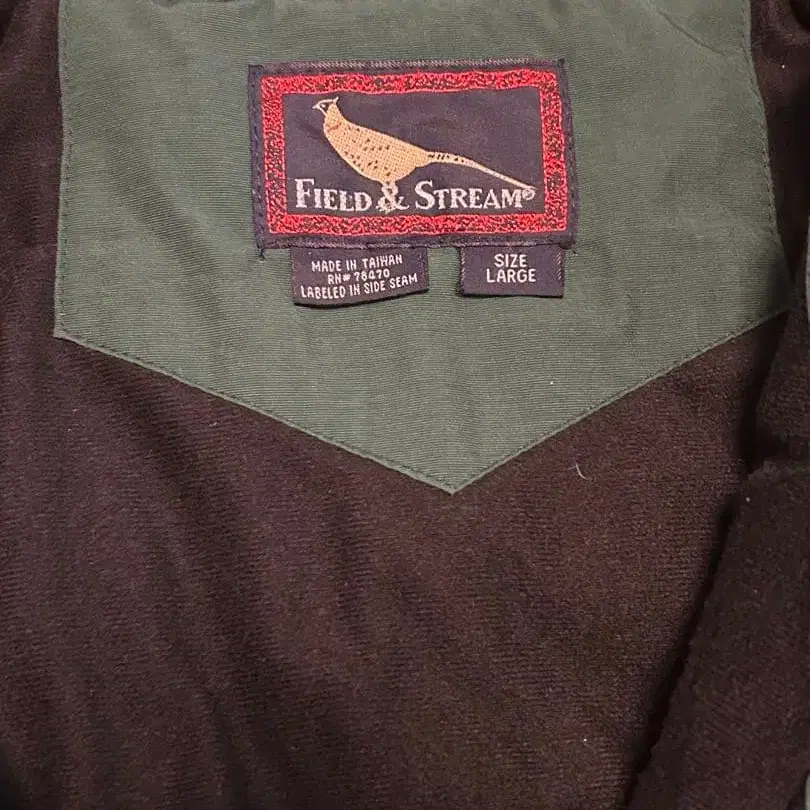 FIELD & STREAM®
MADE IN TAIWAN
RN# 78470
LABELED IN SIDE SEAM
SIZE
LARGE